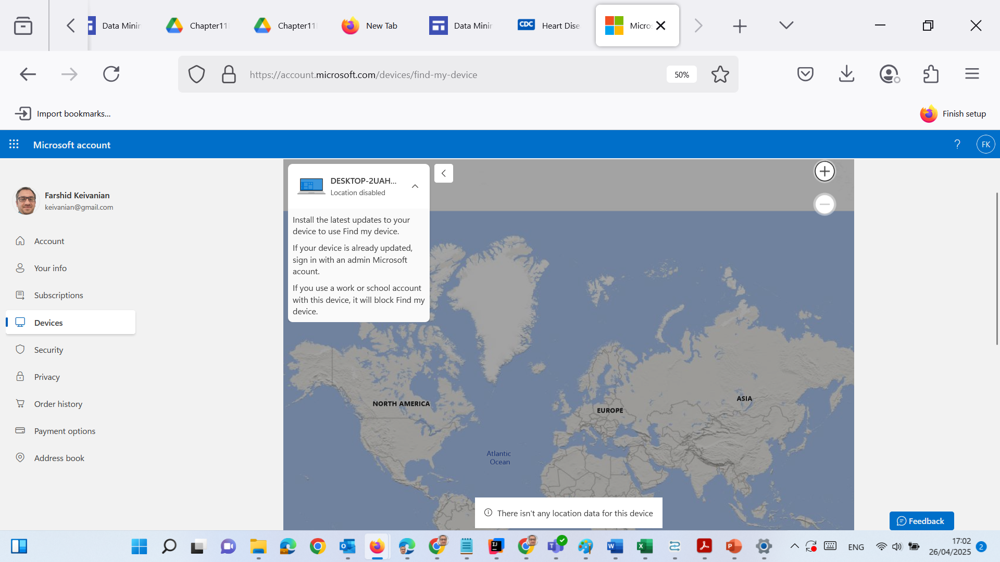 Data Minin
Chapter11
Chapter11
New Tab
Data Minin
CDC
Heart Dise
Micro
https://account.microsoft.com/devices/find-my-device
50%
Import bookmarks...
Finish setup
Microsoft account
?
FK
Farshid Keivanian
keivanian@gmail.com
Account
Your info
Subscriptions
Devices
Security
Privacy
Order history
Payment options
Address book
DESKTOP-2UAH...
Location disabled
Install the latest updates to your
device to use Find my device.
If your device is already updated,
sign in with an admin Microsoft
acount.
If you use a work or school account
with this device, it will block Find my
device.
NORTH AMERICA
EUROPE
ASIA
Atlantic
Ocean
There isn't any location data for this device
Feedback
ENG
17:02
26/04/2025
2